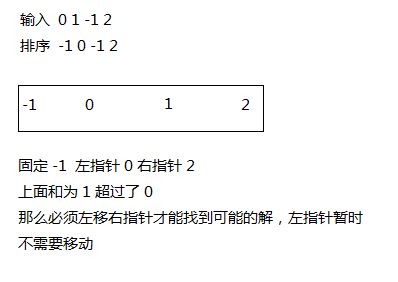 输入 0 1 -1 2
排序 -1 0 -1 2
-1 0 1 2
固定 -1 左指针 0 右指针 2
上面和为 1 超过了 0
那么必须左移右指针才能找到可能的解，左指针暂时
不需要移动